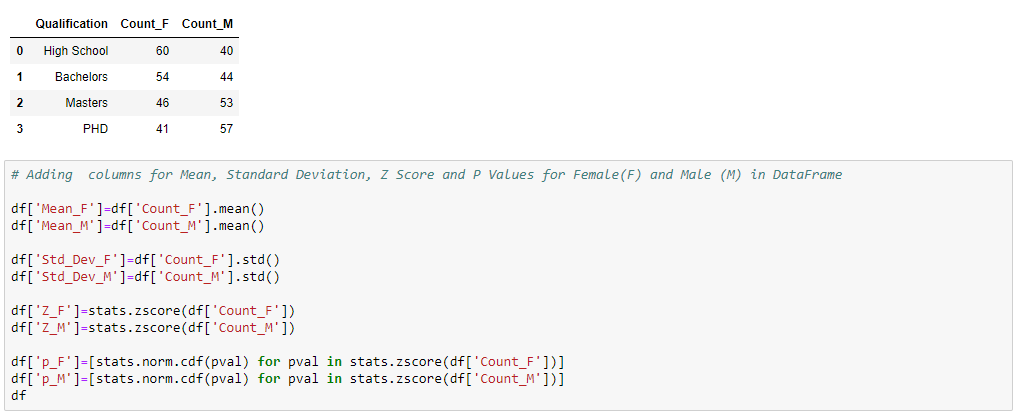 Qualification Count_F Count_M
0 High School 60 40
1 Bachelors 54 44
2 Masters 46 53
3 PHD 41 57
# Adding  columns for Mean, Standard Deviation, Z Score and P Values for Female(F) and Male (M) in DataFrame
df['Mean_F']=df['Count_F'].mean()
df['Mean_M']=df['Count_M'].mean()
df['Std_Dev_F']=df['Count_F'].std()
df['Std_Dev_M']=df['Count_M'].std()
df['Z_F']=stats.zscore(df['Count_F'])
df['Z_M']=stats.zscore(df['Count_M'])
df['p_F']=[stats.norm.cdf(pval) for pval in stats.zscore(df['Count_F'])]
df['p_M']=[stats.norm.cdf(pval) for pval in stats.zscore(df['Count_M'])]
df